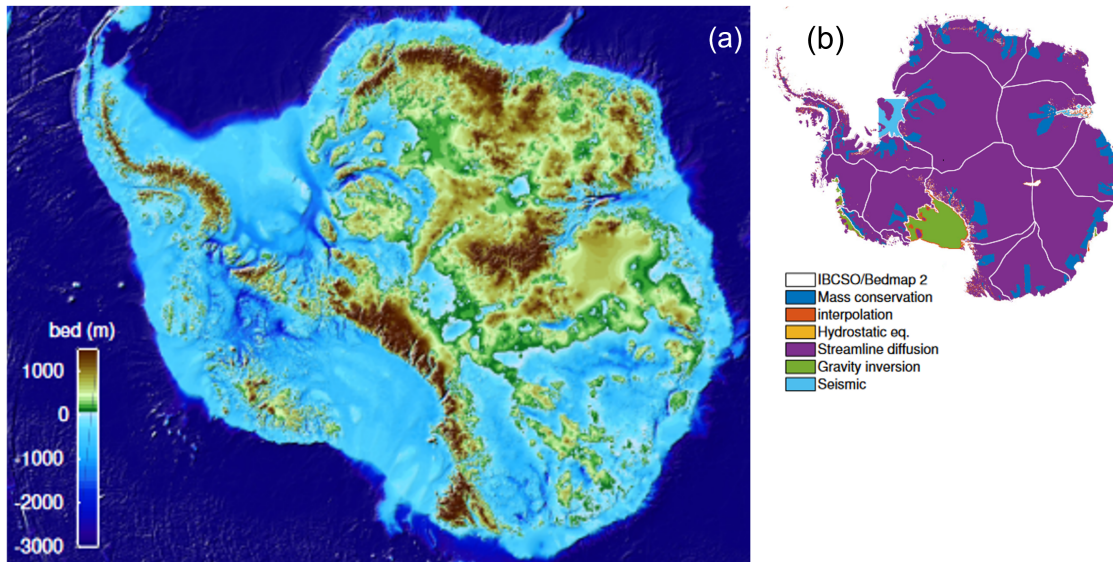 (a)
bed (m)
1000
0
-1000
-2000
-3000
(b)
IBCSO/Bedmap 2
Mass conservation
interpolation
Hydrostatic eq.
Streamline diffusion
Gravity inversion
Seismic